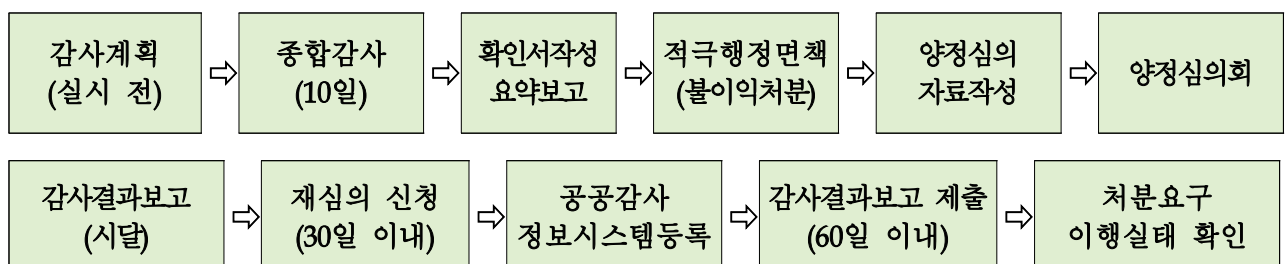 감사계획
(실시 전)
종합감사
(10일)
확인서작성
요약보고
적극행정면책
(불이익처분)
양정심의
자료작성
양정심의회
감사결과보고
(시달)
재심의 신청
(30일 이내)
공공감사
정보시스템등록
감사결과보고 제출
(60일 이내)
처분요구
이행실태 확인